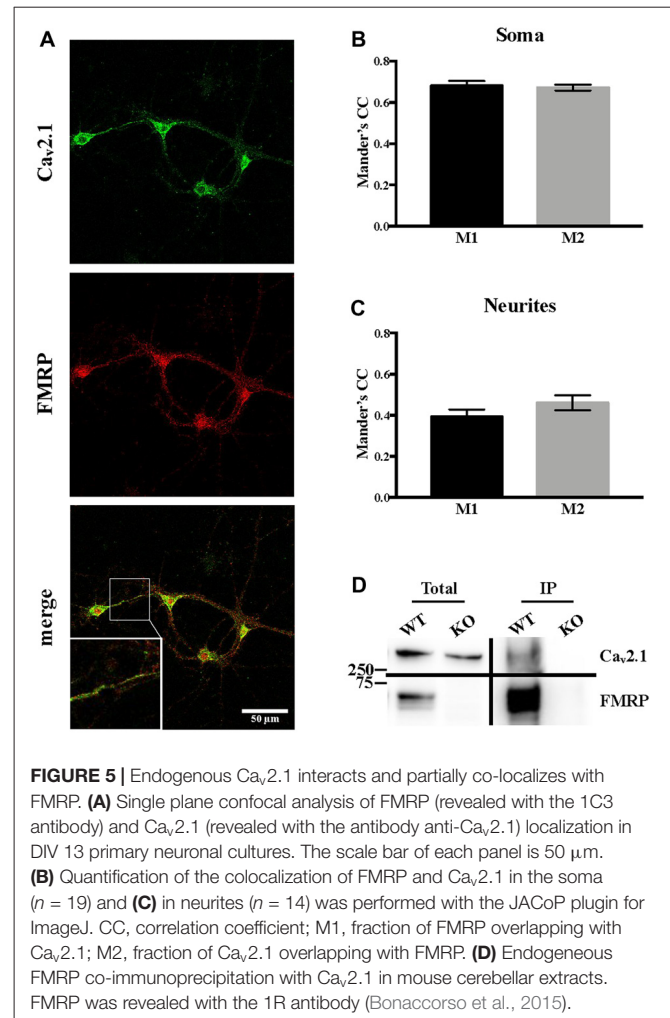 A
Cav2.1
FMRP
merge
50 µm
B
Soma
Mander's CC
0.8
0.6
0.4
0.2
0.0
M1 M2
C
Neurites
Mander's CC
0.8
0.6
0.4
0.2
0.0
M1 M2
D
Total IP
WT KO WT KO
250
75
Cav2.1
FMRP
FIGURE 5 | Endogenous Cav2.1 interacts and partially co-localizes with
FMRP. (A) Single plane confocal analysis of FMRP (revealed with the 1C3
antibody) and Cav2.1 (revealed with the antibody anti-Cav2.1) localization in
DIV 13 primary neuronal cultures. The scale bar of each panel is 50 µm.
(B) Quantification of the colocalization of FMRP and Cav2.1 in the soma
(n = 19) and (C) in neurites (n = 14) was performed with the JACoP plugin for
ImageJ. CC, correlation coefficient; M1, fraction of FMRP overlapping with
Cav2.1; M2, fraction of Cav2.1 overlapping with FMRP. (D) Endogeneous
FMRP co-immunoprecipitation with Cav2.1 in mouse cerebellar extracts.
FMRP was revealed with the 1R antibody (Bonaccorso et al., 2015).